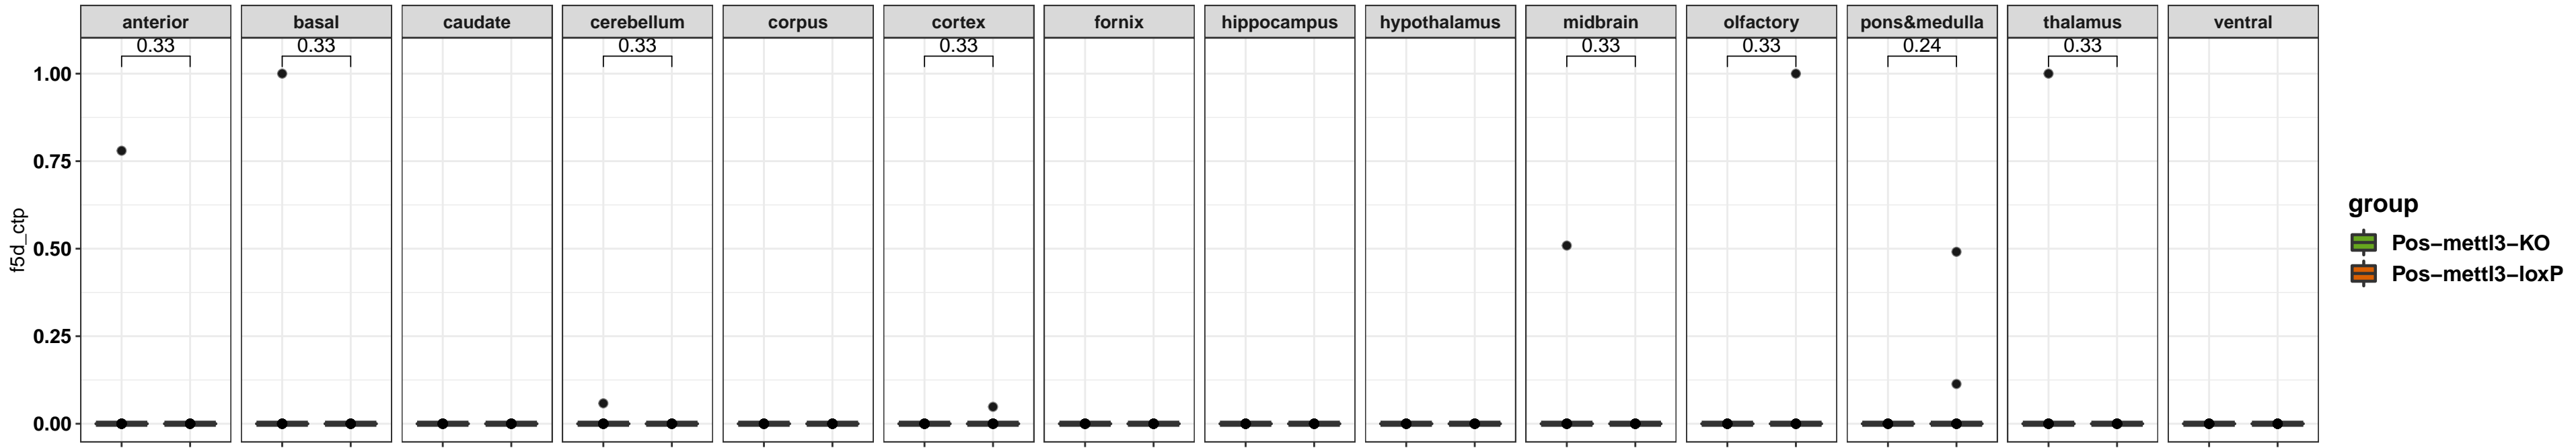 anterior basal caudate cerebellum corpus cortex fornix hippocampus hypothalamus midbrain olfactory pons&medulla thalamus ventral
0.33 0.33 0.33 0.33 0.33 0.33 0.24 0.33
1.00
0.75
0.50
0.25
0.00
f5d_ctp
group
Pos−mettl3−KO
Pos−mettl3−loxP